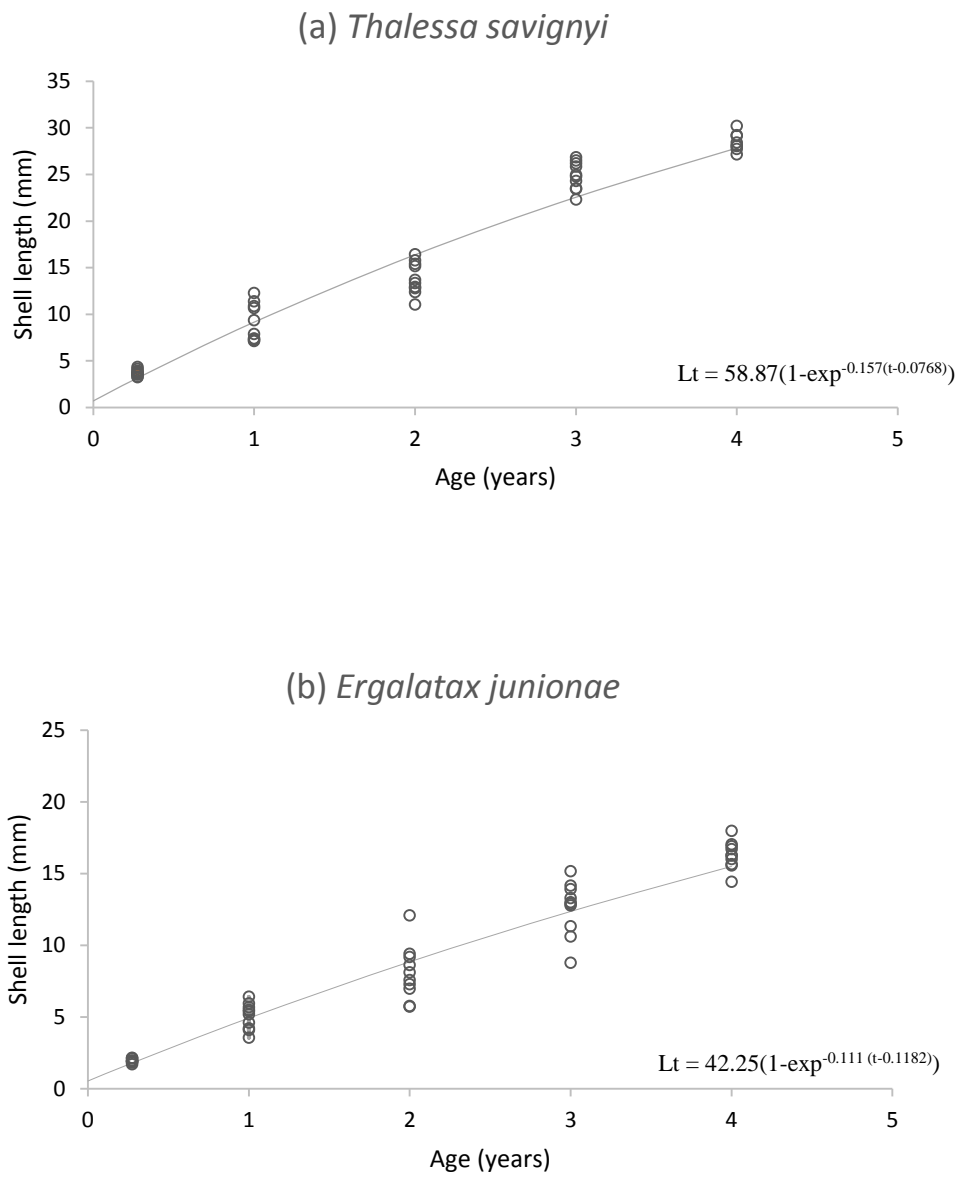 (a) Thalessa savignyi
35
30
25
20
15
10
5
0
Shell length (mm)
Lt = 58.87(1-exp-0.157(t-0.0768))
0 1 2 3 4 5
Age (years)
(b) Ergalatax junionae
25
20
15
10
5
0
Shell length (mm)
Lt = 42.25(1-exp-0.111 (t-0.1182))
0 1 2 3 4 5
Age (years)